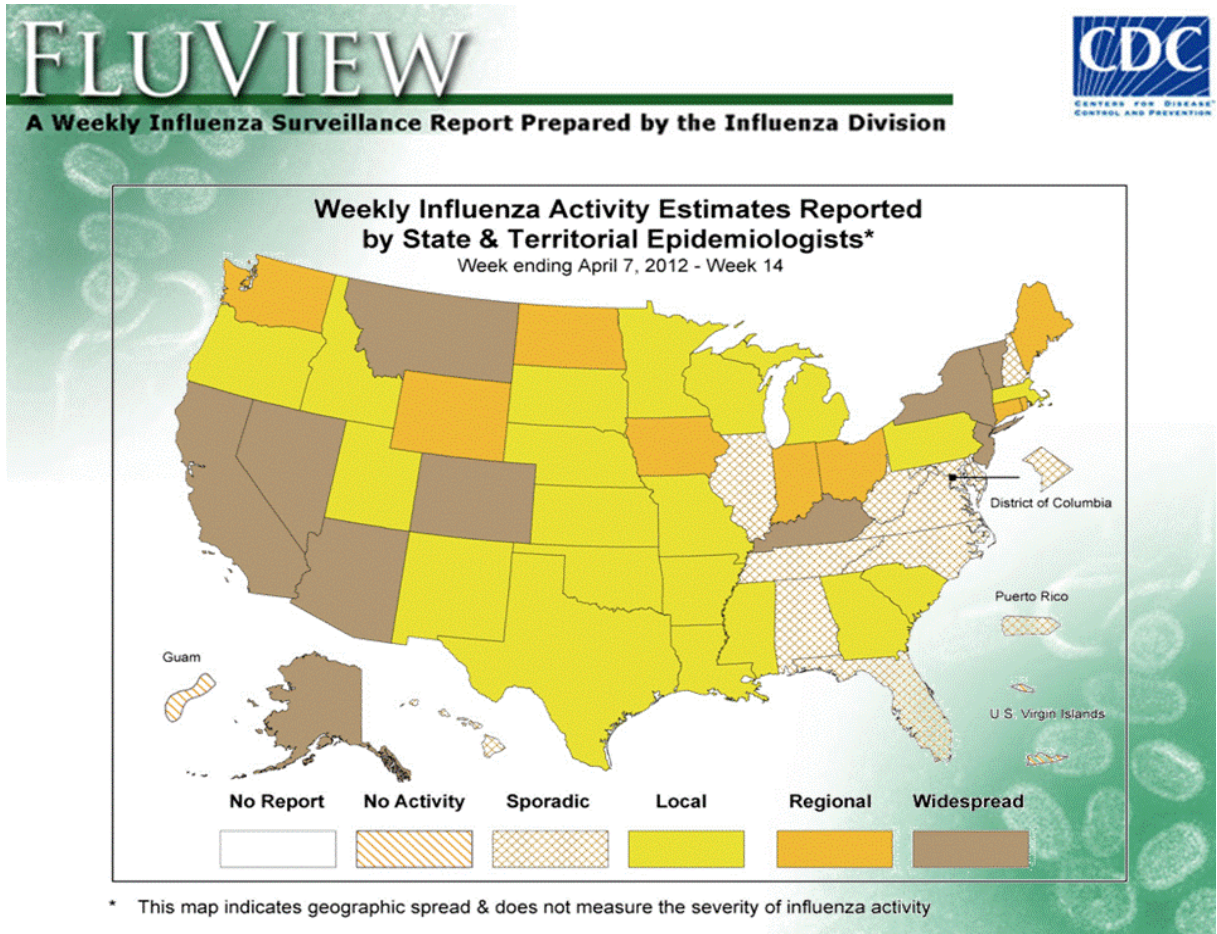 FLUVIEW
CDC
CENTERS FOR DISEASE
CONTROL AND PREVENTION
A Weekly Influenza Surveillance Report Prepared by the Influenza Division
Weekly Influenza Activity Estimates Reported
by State & Territorial Epidemiologists*
Week ending April 7, 2012 - Week 14
District of Columbia
Puerto Rico
Guam
U.S. Virgin Islands
No Report No Activity Sporadic Local Regional Widespread
* This map indicates geographic spread & does not measure the severity of influenza activity